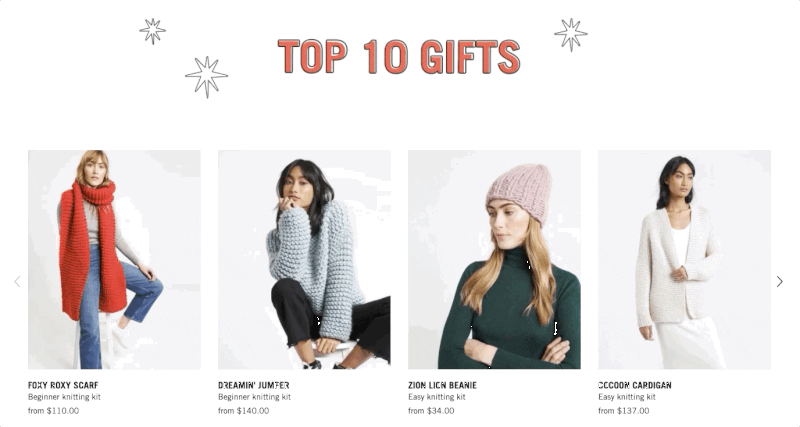 TOP 10 GIFTS
FOXY ROXY SCARF
Beginner knitting kit
from $110.00
DREAMIN' JUMPER
Beginner knitting kit
from $140.00
ZION LION BEANIE
Easy knitting kit
from $34.00
COCOON CARDIGAN
Easy knitting kit
from $137.00